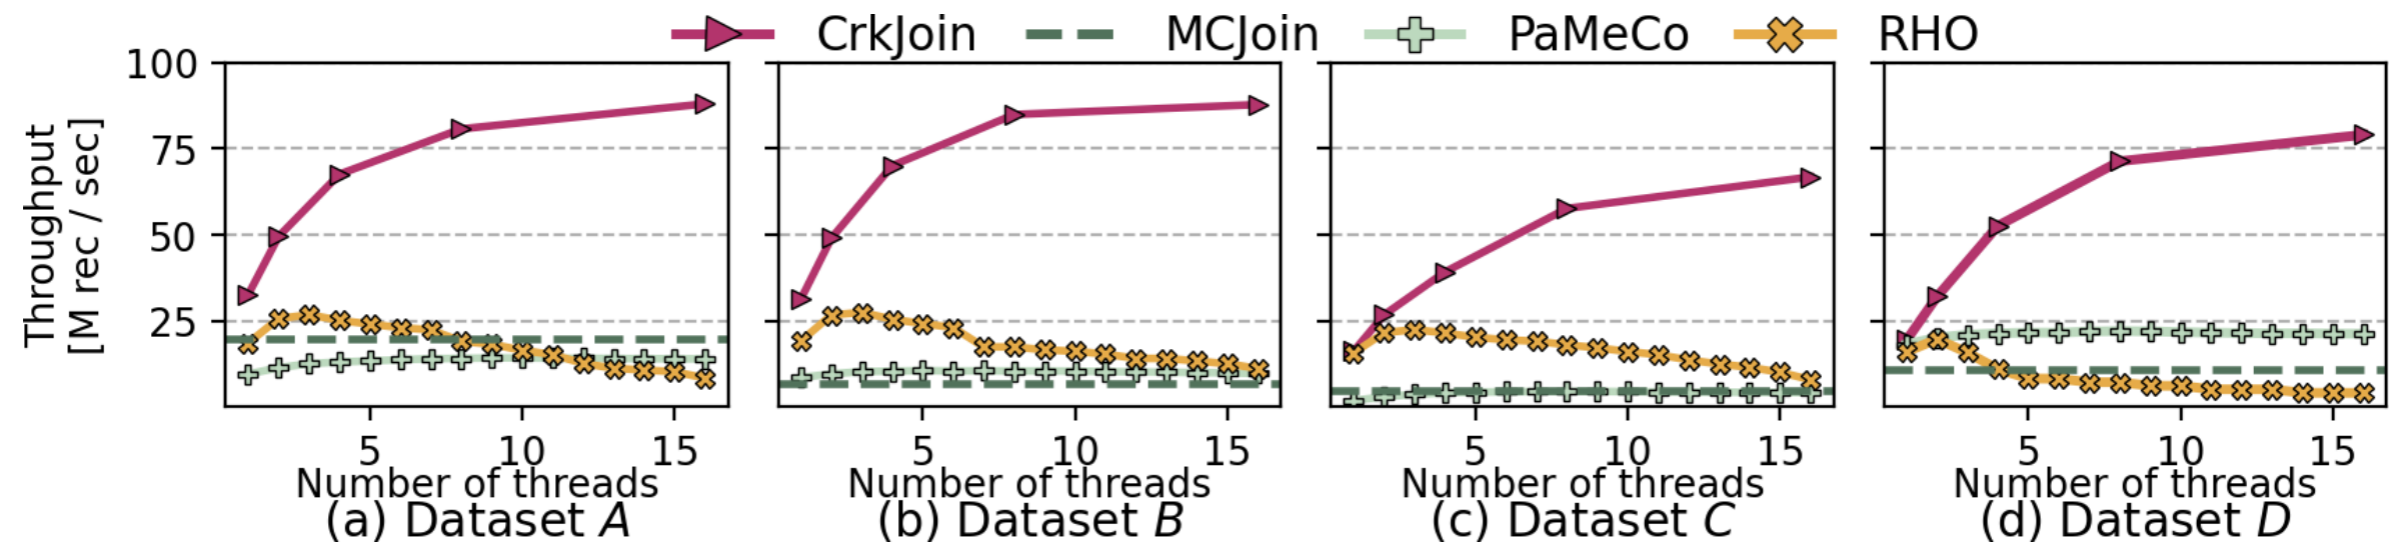 CrkJoin MCJoin PaMeCo RHO
Throughput
[M rec / sec]
100
75
50
25
5 10 15
Number of threads
(a) Dataset A
5 10 15
Number of threads
(b) Dataset B
5 10 15
Number of threads
(c) Dataset C
5 10 15
Number of threads
(d) Dataset D